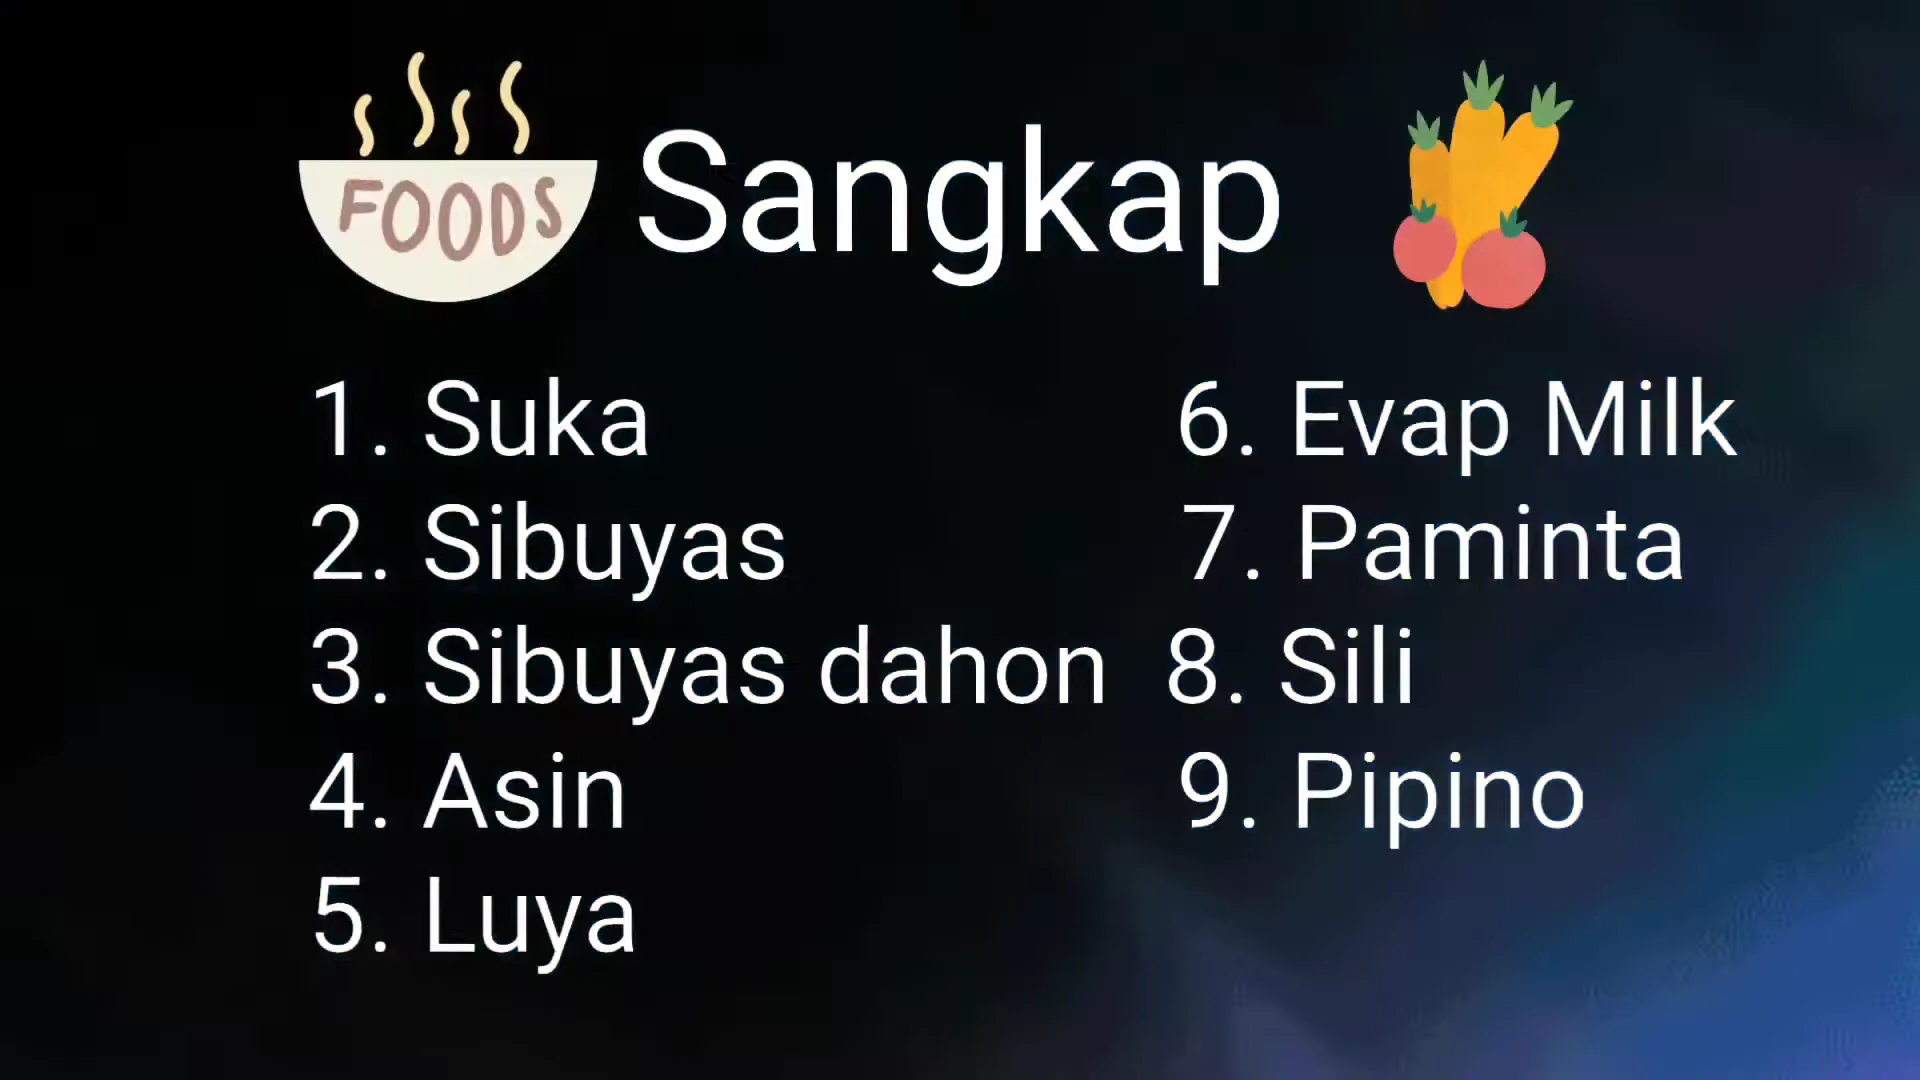 FOODS
Sangkap
1. Suka
2. Sibuyas
3. Sibuyas dahon
4. Asin
5. Luya
6. Evap Milk
7. Paminta
8. Sili
9. Pipino